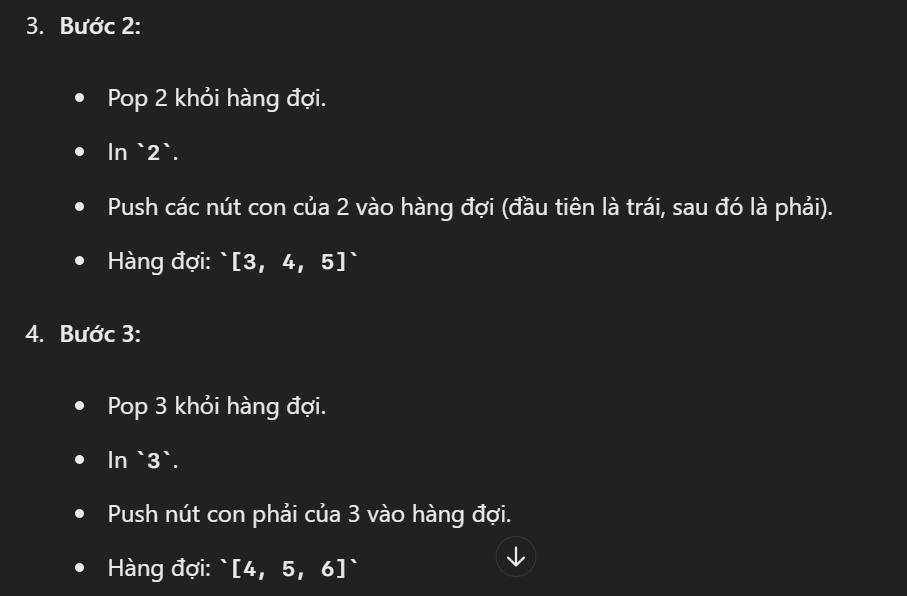 3. Bước 2:
• Pop 2 khỏi hàng đợi.
• In `2`.
• Push các nút con của 2 vào hàng đợi (đầu tiên là trái, sau đó là phải).
• Hàng đợi: `[3, 4, 5]`
4. Bước 3:
• Pop 3 khỏi hàng đợi.
• In `3`.
• Push nút con phải của 3 vào hàng đợi.
• Hàng đợi: `[4, 5, 6]`